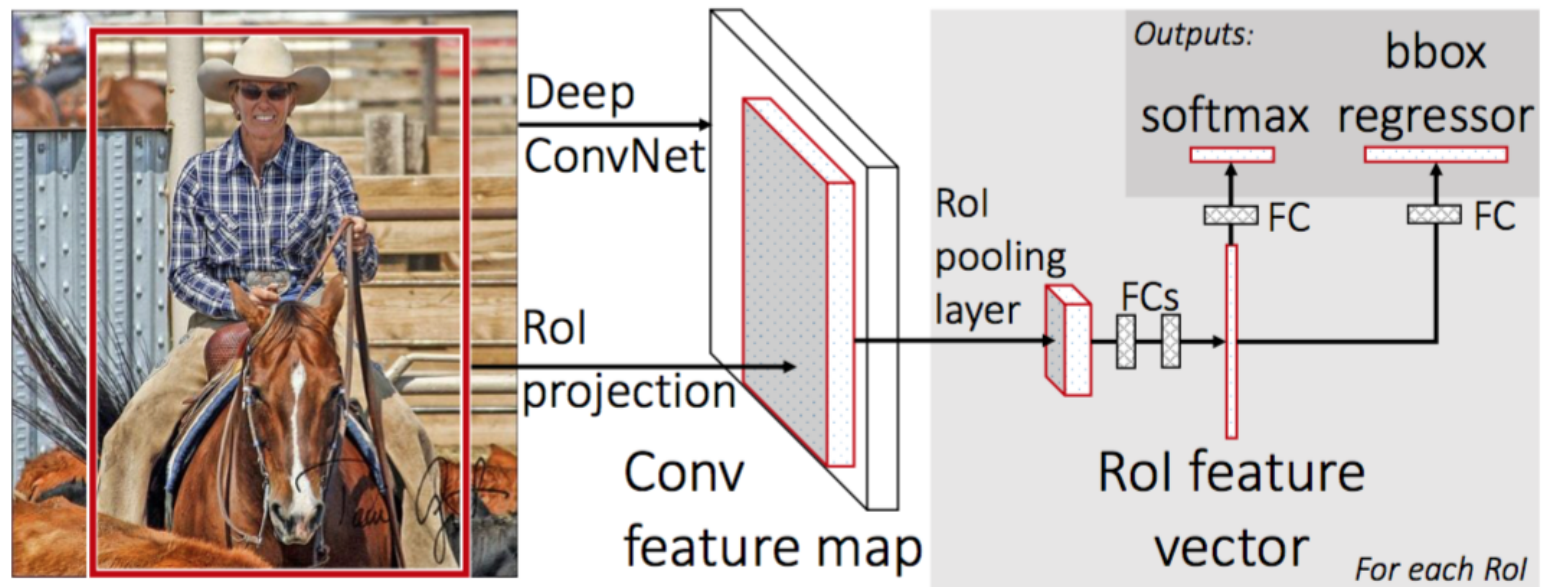 Deep
ConvNet
RoI
projection
Conv
feature map
RoI
pooling
layer
FCs
Outputs:
softmax
bbox
regressor
FC
FC
RoI feature
vector
For each RoI